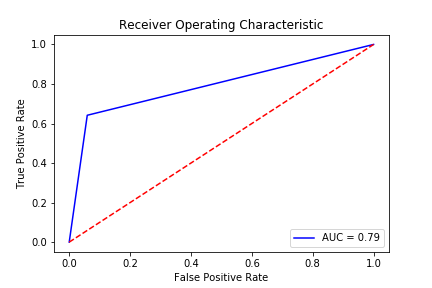 Receiver Operating Characteristic
1.0
0.8
0.6
0.4
0.2
0.0
True Positive Rate
AUC = 0.79
0.0 0.2 0.4 0.6 0.8 1.0
False Positive Rate